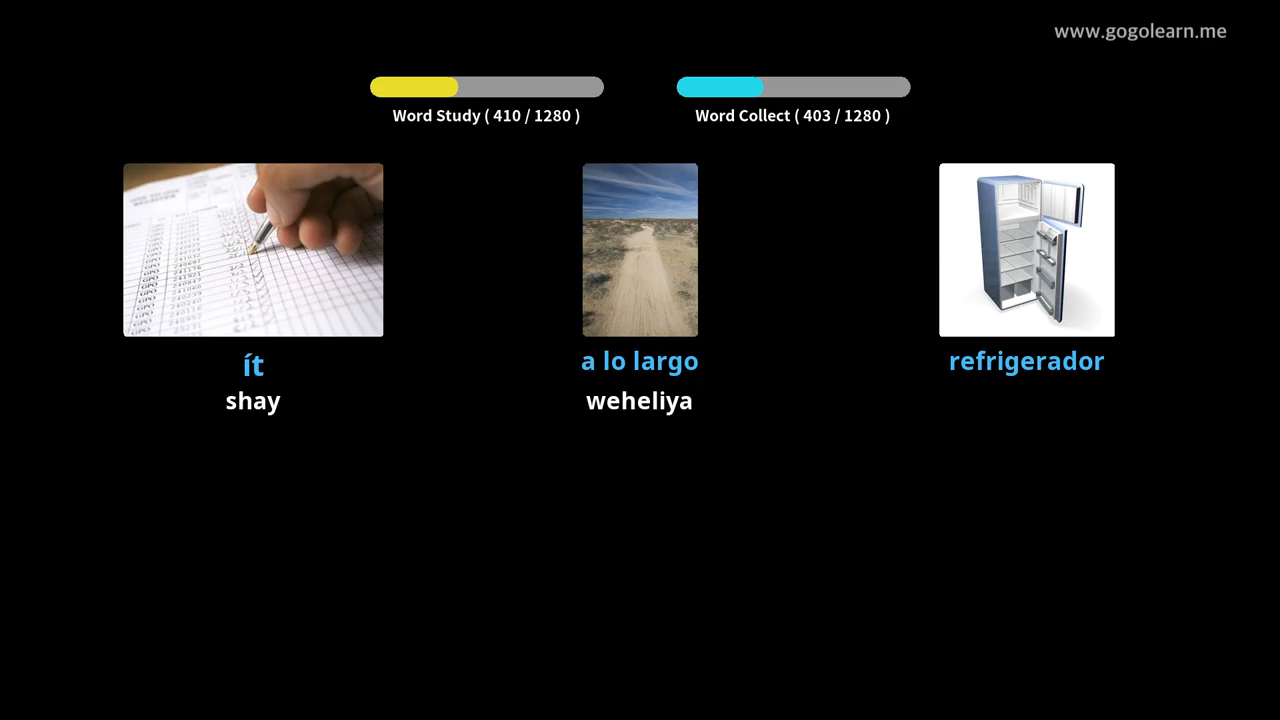 www.gogolearn.me
Word Study ( 410 / 1280 )
Word Collect ( 403 / 1280 )
ít
shay
a lo largo
weheliya
refrigerador